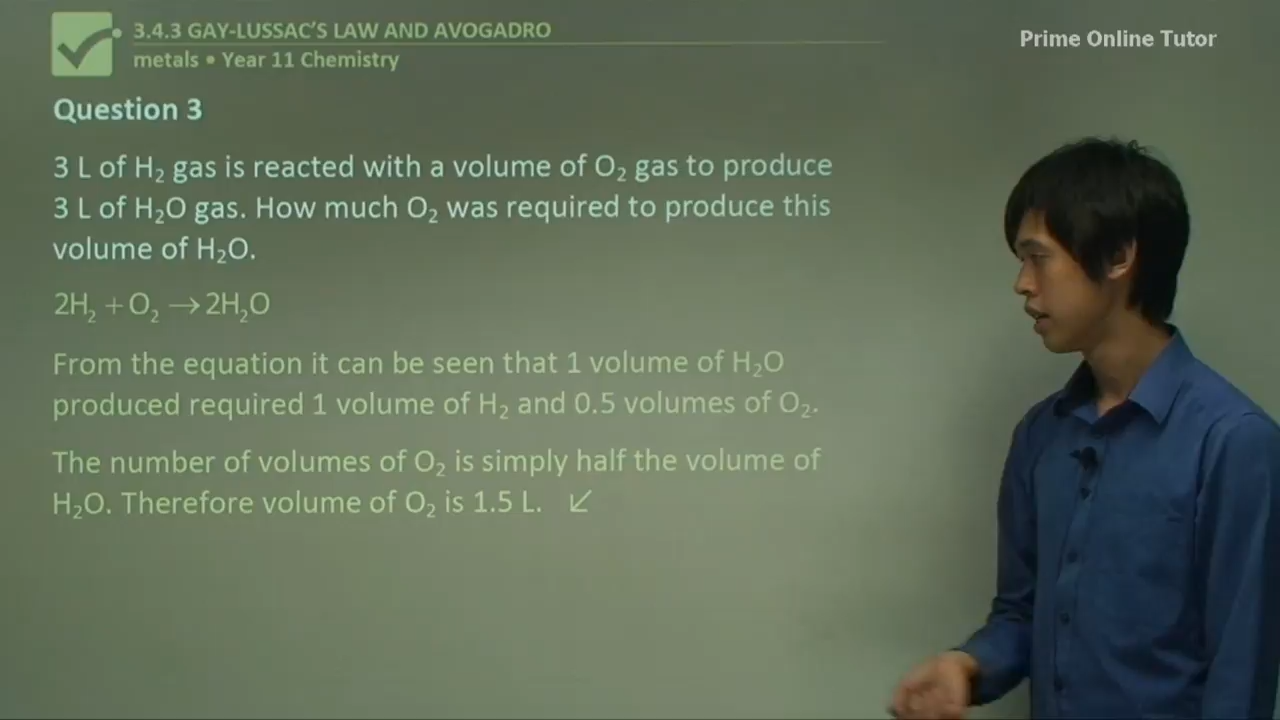 3.4.3 GAY-LUSSAC'S LAW AND AVOGADRO
metals • Year 11 Chemistry
Prime Online Tutor
Question 3
3 L of H₂ gas is reacted with a volume of O₂ gas to produce
3 L of H₂O gas. How much O₂ was required to produce this
volume of H₂O.
2H₂ + O₂ → 2H₂O
From the equation it can be seen that 1 volume of H₂O
produced required 1 volume of H₂ and 0.5 volumes of O₂.
The number of volumes of O₂ is simply half the volume of
H₂O. Therefore volume of O₂ is 1.5 L. ↙